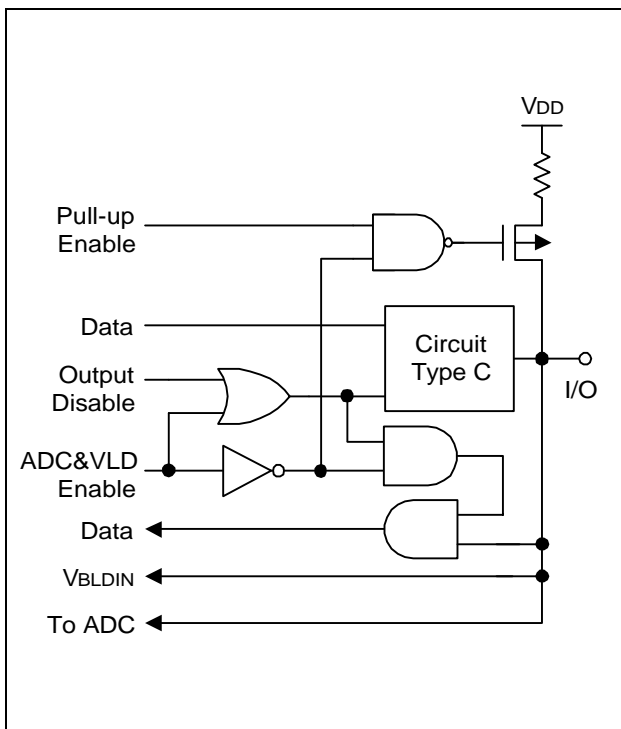 VDD
Pull-up
Enable
Data
Circuit
Type C
Output
Disable
I/O
ADC&VLD
Enable
Data
VBLDIN
To ADC